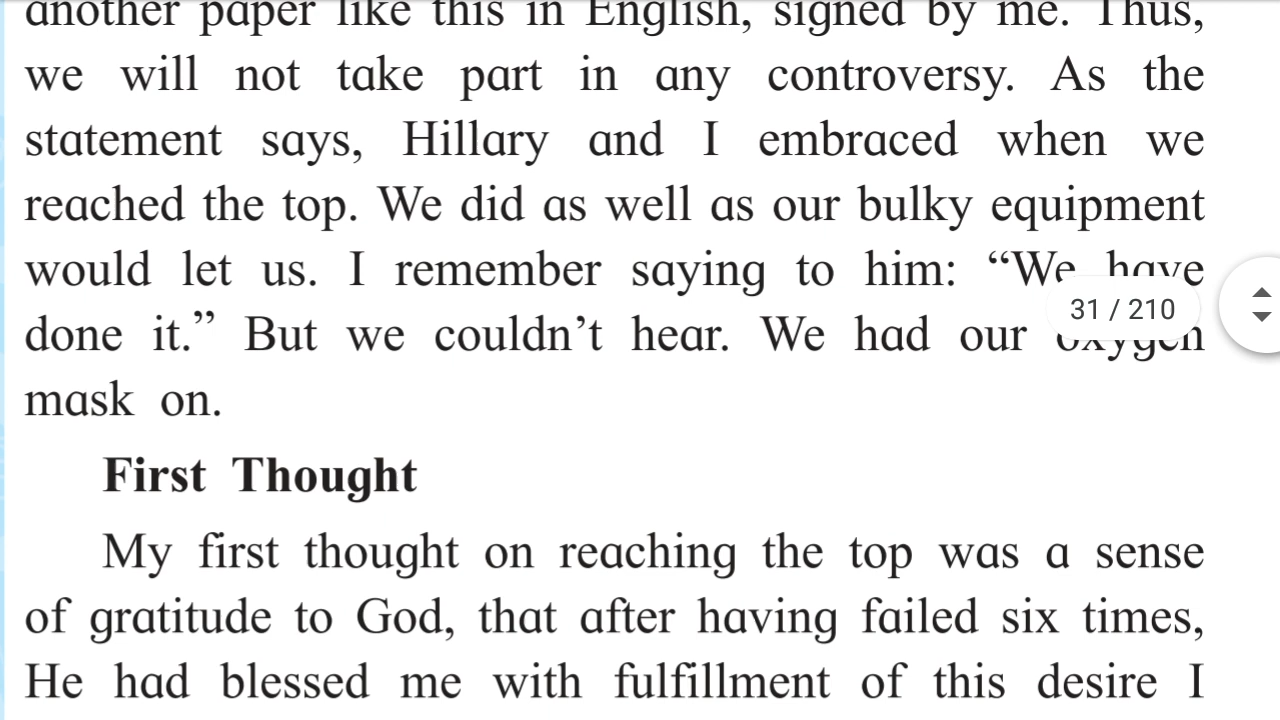 another paper like this in English, signed by me. Thus,
we will not take part in any controversy. As the
statement says, Hillary and I embraced when we
reached the top. We did as well as our bulky equipment
would let us. I remember saying to him: “We have
31 / 210
done it.” But we couldn’t hear. We had our oxygen
mask on.
First Thought
My first thought on reaching the top was a sense
of gratitude to God, that after having failed six times,
He had blessed me with fulfillment of this desire I